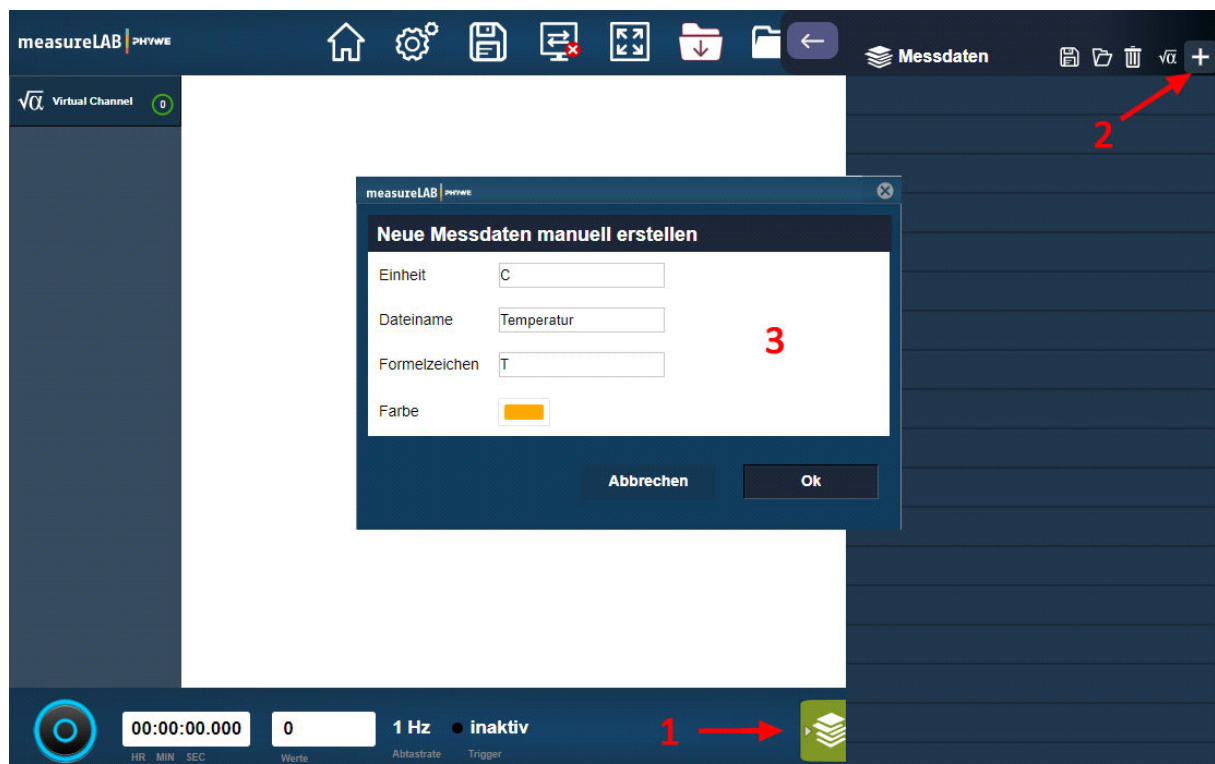 measureLAB PHYWE
Messdaten
√α
+
√α Virtual Channel 0
2
measureLAB PHYWE
Neue Messdaten manuell erstellen
Einheit C
Dateiname Temperatur
3
Formelzeichen T
Farbe
Abbrechen Ok
00:00:00.000 0 1 Hz inaktiv
1
HR MIN SEC Werte Abtastrate Trigger